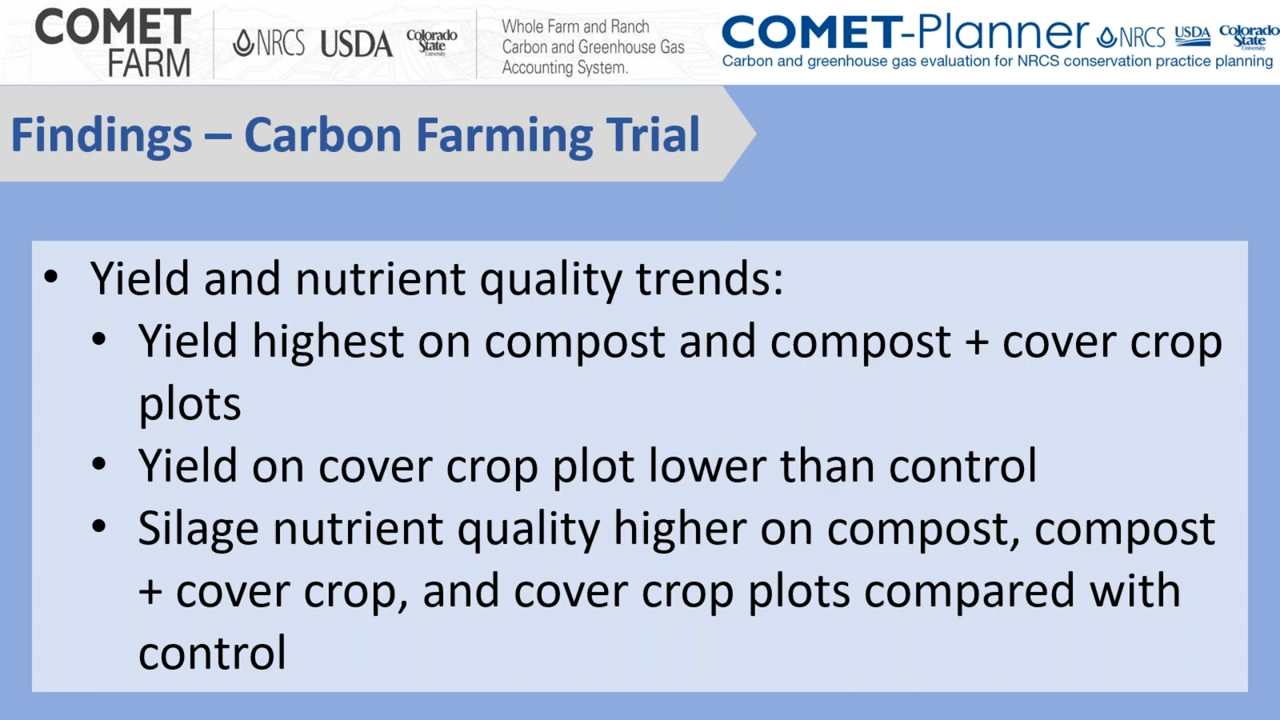 COMET
FARM
NRCS USDA Colorado State University
Whole Farm and Ranch
Carbon and Greenhouse Gas
Accounting System.
COMET-Planner NRCS USDA Colorado State University
Carbon and greenhouse gas evaluation for NRCS conservation practice planning
Findings – Carbon Farming Trial
• Yield and nutrient quality trends:
• Yield highest on compost and compost + cover crop
plots
• Yield on cover crop plot lower than control
• Silage nutrient quality higher on compost, compost
+ cover crop, and cover crop plots compared with
control